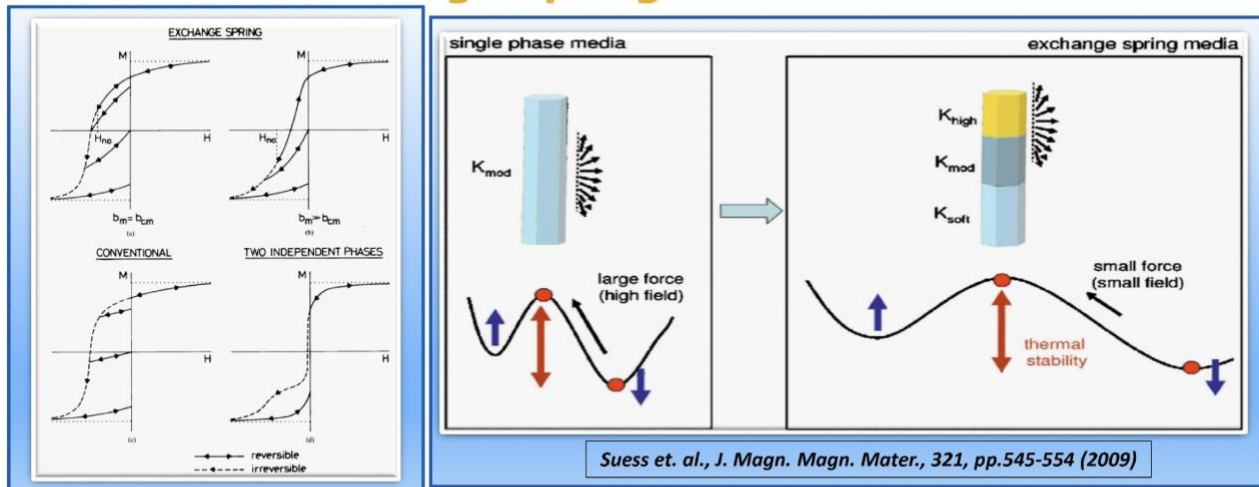 EXCHANGE SPRING
M
M
H
H
Hno
Hno
bm = bcm
bm >> bcm
(a)
(b)
CONVENTIONAL
TWO INDEPENDENT PHASES
M
M
H
H
(c)
(d)
reversible
irreversible
single phase media
exchange spring media
Kmod
Khigh
Kmod
Ksoft
large force
(high field)
small force
(small field)
thermal
stability
Suess et. al., J. Magn. Magn. Mater., 321, pp.545-554 (2009)